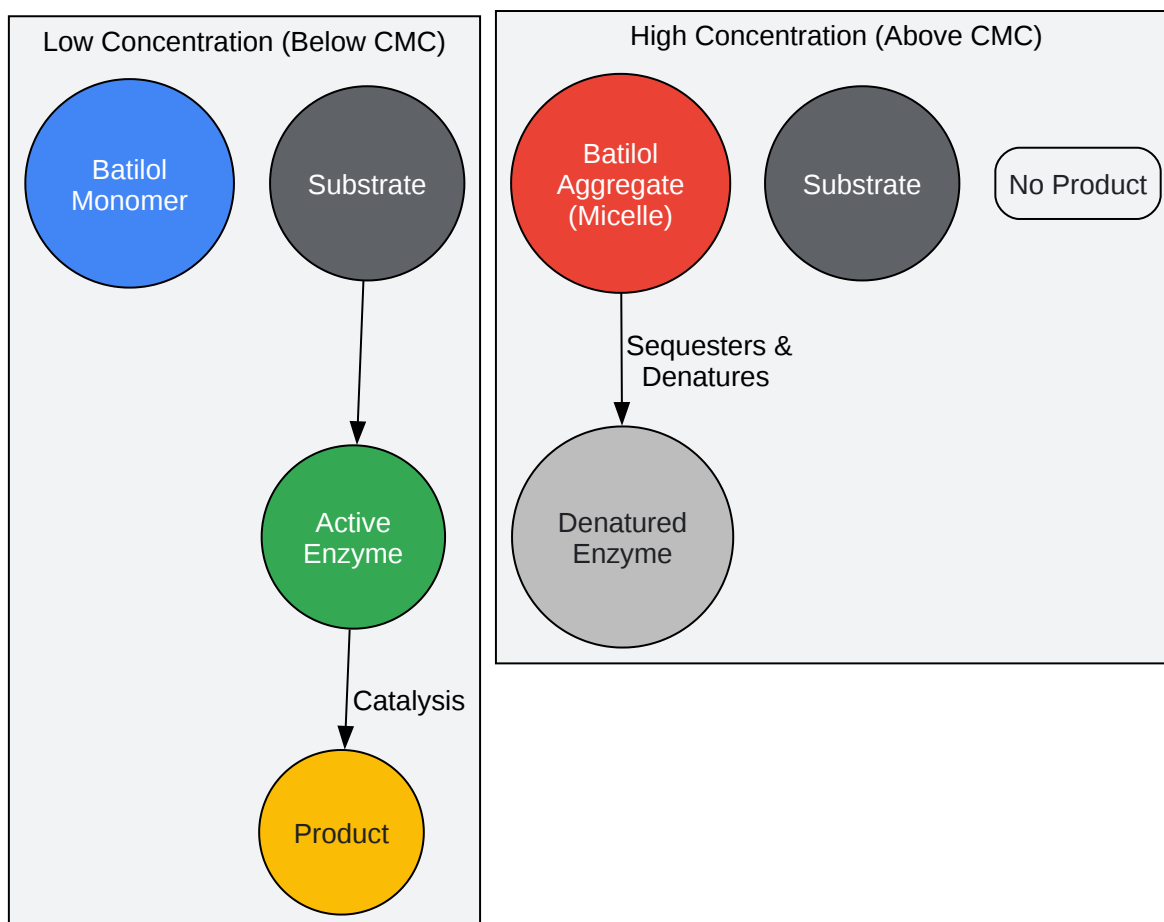 Low Concentration (Below CMC)
Batilol
Monomer
Substrate
Active
Enzyme
Catalysis
Product
High Concentration (Above CMC)
Batilol
Aggregate
(Micelle)
Substrate
No Product
Sequesters &
Denatures
Denatured
Enzyme